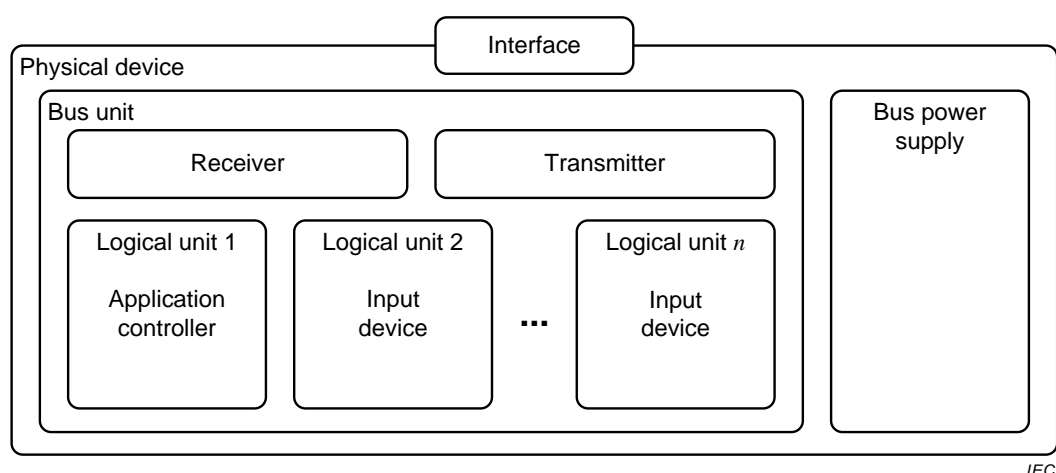 Interface
Physical device
Bus unit
Bus power
supply
Receiver
Transmitter
Logical unit 1
Application
controller
Logical unit 2
Input
device
...
Logical unit n
Input
device
IEC